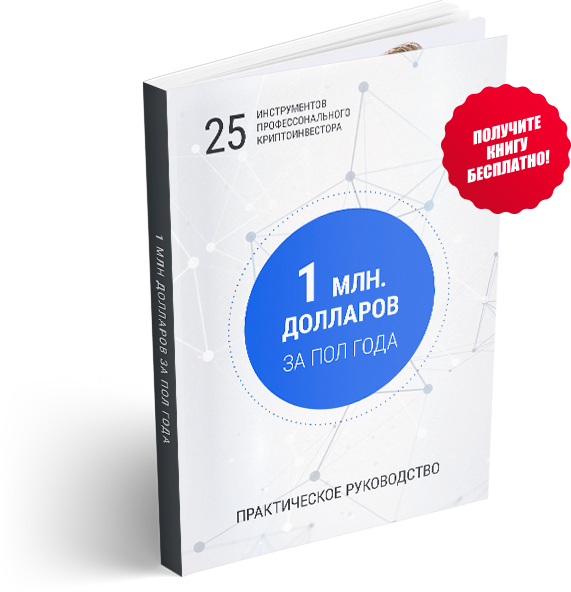 25
ИНСТРУМЕНТОВ
ПРОФЕССИОНАЛЬНОГО
КРИПТОИНВЕСТОРА
ПОЛУЧИТЕ
КНИГУ
БЕСПЛАТНО!
1 МЛН.
ДОЛЛАРОВ
ЗА ПОЛ ГОДА
ПРАКТИЧЕСКОЕ РУКОВОДСТВО
1 МЛН ДОЛЛАРОВ ЗА ПОЛ ГОДА